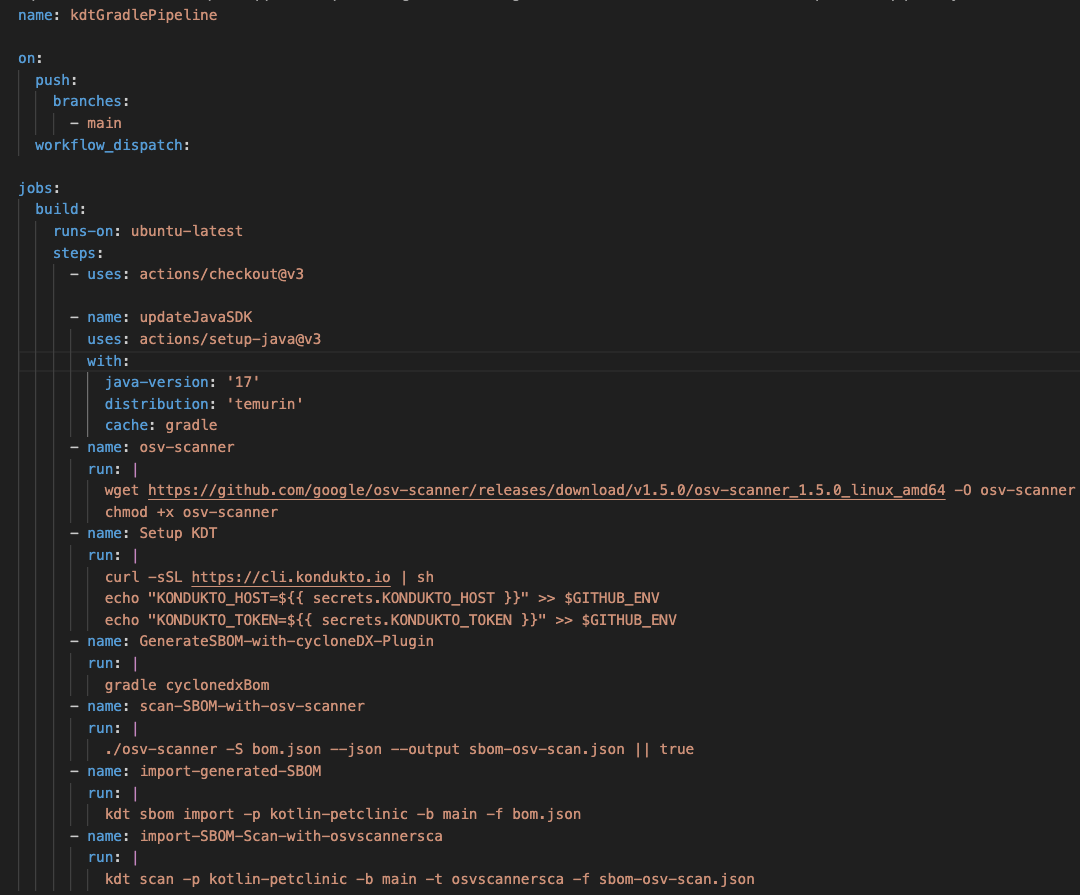 name: kdtGradlePipeline

on:
  push:
    branches:
      - main
  workflow_dispatch:

jobs:
  build:
    runs-on: ubuntu-latest
    steps:
      - uses: actions/checkout@v3

      - name: updateJavaSDK
        uses: actions/setup-java@v3
        with:
          java-version: '17'
          distribution: 'temurin'
          cache: gradle
      - name: osv-scanner
        run: |
          wget https://github.com/google/osv-scanner/releases/download/v1.5.0/osv-scanner_1.5.0_linux_amd64 -O osv-scanner
          chmod +x osv-scanner
      - name: Setup KDT
        run: |
          curl -sSL https://cli.kondukto.io | sh
          echo "KONDUKTO_HOST=${{ secrets.KONDUKTO_HOST }}" >> $GITHUB_ENV
          echo "KONDUKTO_TOKEN=${{ secrets.KONDUKTO_TOKEN }}" >> $GITHUB_ENV
      - name: GenerateSBOM-with-cycloneDX-Plugin
        run: |
          gradle cyclonedxBom
      - name: scan-SBOM-with-osv-scanner
        run: |
          ./osv-scanner -S bom.json --json --output sbom-osv-scan.json || true
      - name: import-generated-SBOM
        run: |
          kdt sbom import -p kotlin-petclinic -b main -f bom.json
      - name: import-SBOM-Scan-with-osvscannersca
        run: |
          kdt scan -p kotlin-petclinic -b main -t osvscannersca -f sbom-osv-scan.json